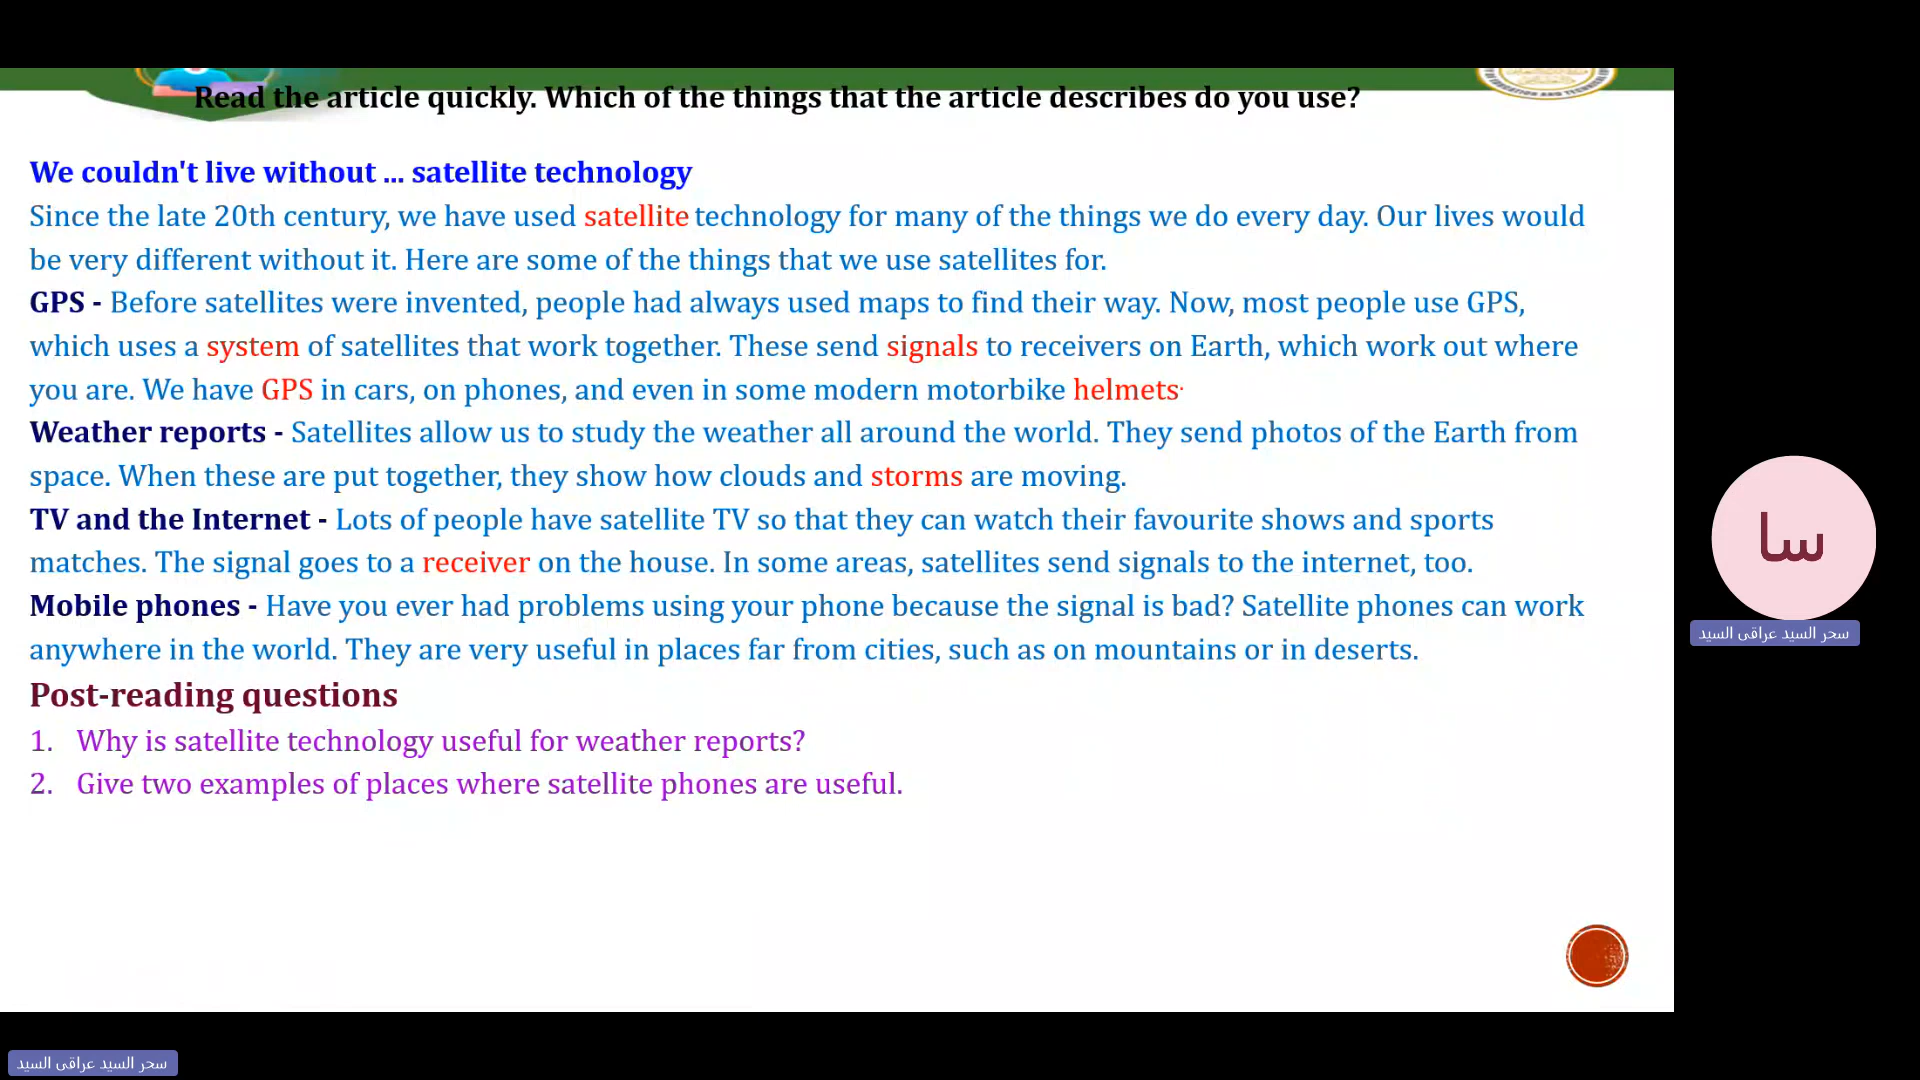 Read the article quickly. Which of the things that the article describes do you use?
We couldn't live without ... satellite technology
Since the late 20th century, we have used satellite technology for many of the things we do every day. Our lives would
be very different without it. Here are some of the things that we use satellites for.
GPS - Before satellites were invented, people had always used maps to find their way. Now, most people use GPS,
which uses a system of satellites that work together. These send signals to receivers on Earth, which work out where
you are. We have GPS in cars, on phones, and even in some modern motorbike helmets.
Weather reports - Satellites allow us to study the weather all around the world. They send photos of the Earth from
space. When these are put together, they show how clouds and storms are moving.
TV and the Internet - Lots of people have satellite TV so that they can watch their favourite shows and sports
matches. The signal goes to a receiver on the house. In some areas, satellites send signals to the internet, too.
Mobile phones - Have you ever had problems using your phone because the signal is bad? Satellite phones can work
anywhere in the world. They are very useful in places far from cities, such as on mountains or in deserts.
Post-reading questions
1. Why is satellite technology useful for weather reports?
2. Give two examples of places where satellite phones are useful.
سا
سحر السيد عراقى السيد
سحر السيد عراقى السيد